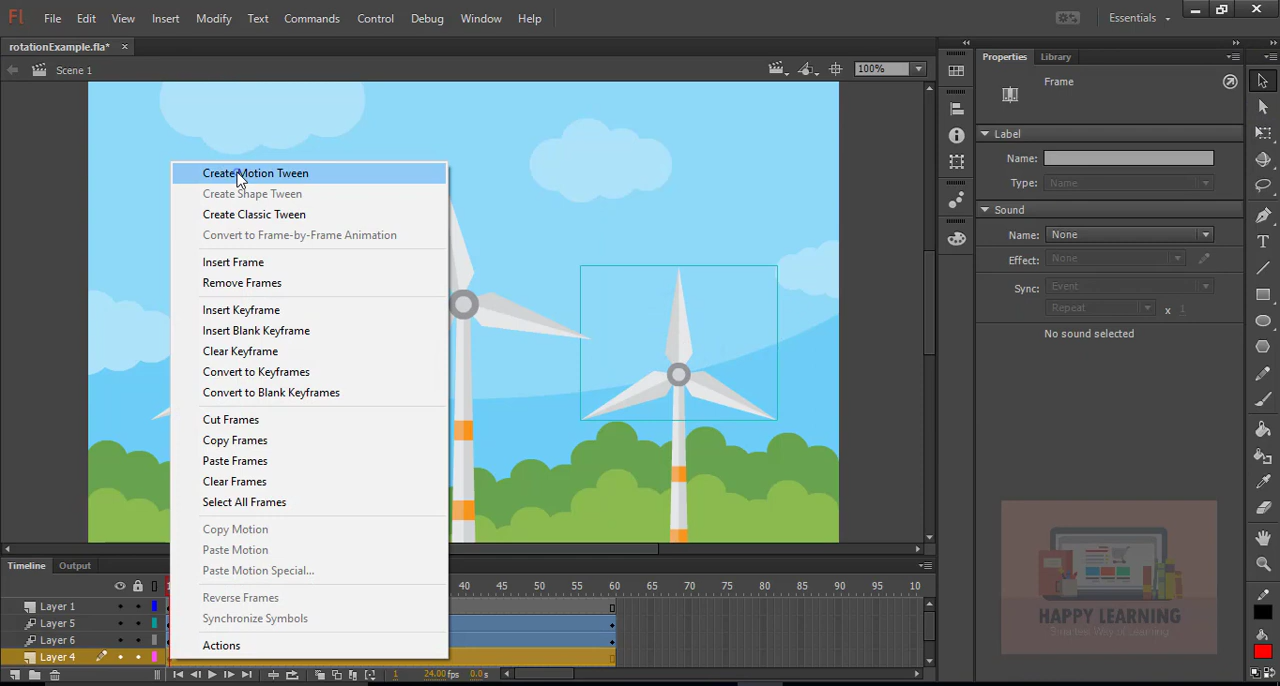 Fl File Edit View Insert Modify Text Commands Control Debug Window Help Essentials
rotationExample.fla* ×
Scene 1 100%
Properties Library
Frame
Label
Name:
Type: Name
Sound
Name: None
Effect: None
Sync: Event
Repeat x 1
No sound selected
Create Motion Tween
Create Shape Tween
Create Classic Tween
Convert to Frame-by-Frame Animation
Insert Frame
Remove Frames
Insert Keyframe
Insert Blank Keyframe
Clear Keyframe
Convert to Keyframes
Convert to Blank Keyframes
Cut Frames
Copy Frames
Paste Frames
Clear Frames
Select All Frames
Copy Motion
Paste Motion
Paste Motion Special...
Reverse Frames
Synchronize Symbols
Actions
HAPPY LEARNING
Way of Learning
Timeline Output
1 40 45 50 55 60 65 70 75 80 85 90 95 10
Layer 1
Layer 5
Layer 6
Layer 4
1 24.00fps 0.0s